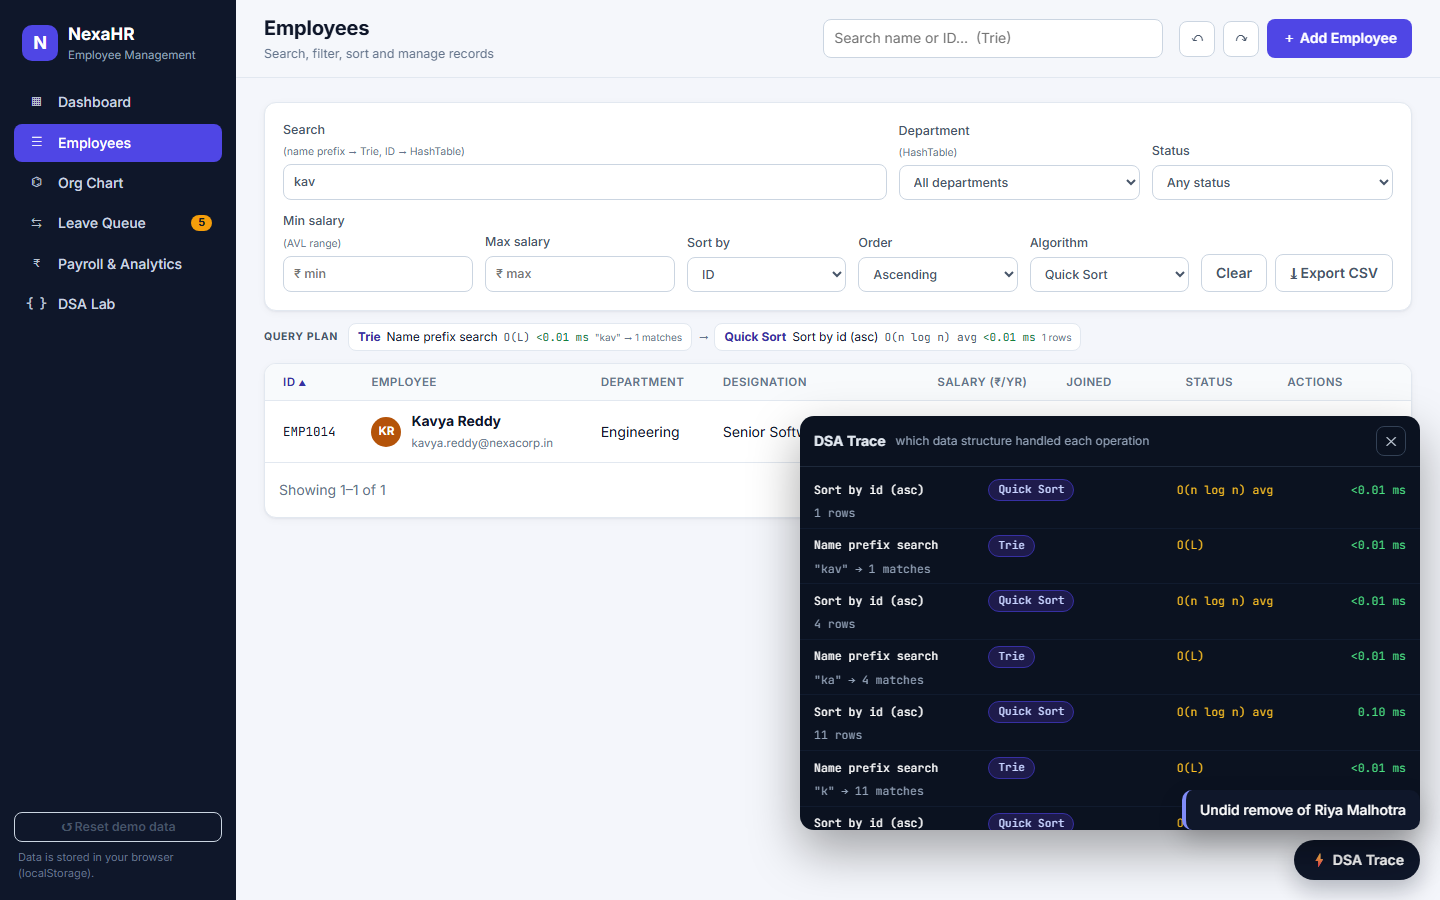 N
NexaHR
Employee Management
Dashboard
Employees
Org Chart
Leave Queue 5
₹ Payroll & Analytics
{ } DSA Lab
↺ Reset demo data
Data is stored in your browser
(localStorage).
Employees
Search, filter, sort and manage records
Search name or ID... (Trie)
↶ ↷ + Add Employee
Search
(name prefix → Trie, ID → HashTable)
kav
Department
(HashTable)
All departments
Status
Any status
Min salary
(AVL range)
₹ min
Max salary
₹ max
Sort by
ID
Order
Ascending
Algorithm
Quick Sort
Clear
⤓ Export CSV
QUERY PLAN Trie Name prefix search O(L) <0.01 ms "kav" → 1 matches → Quick Sort Sort by id (asc) O(n log n) avg <0.01 ms 1 rows
ID ▲ EMPLOYEE DEPARTMENT DESIGNATION SALARY (₹/YR) JOINED STATUS ACTIONS
EMP1014 KR Kavya Reddy Engineering Senior Softw
kavya.reddy@nexacorp.in
Showing 1–1 of 1
DSA Trace which data structure handled each operation ✕
Sort by id (asc) Quick Sort O(n log n) avg <0.01 ms
1 rows
Name prefix search Trie O(L) <0.01 ms
"kav" → 1 matches
Sort by id (asc) Quick Sort O(n log n) avg <0.01 ms
4 rows
Name prefix search Trie O(L) <0.01 ms
"ka" → 4 matches
Sort by id (asc) Quick Sort O(n log n) avg 0.10 ms
11 rows
Name prefix search Trie O(L) <0.01 ms
"k" → 11 matches
Sort by id (asc) Quick Sort
Undid remove of Riya Malhotra
DSA Trace